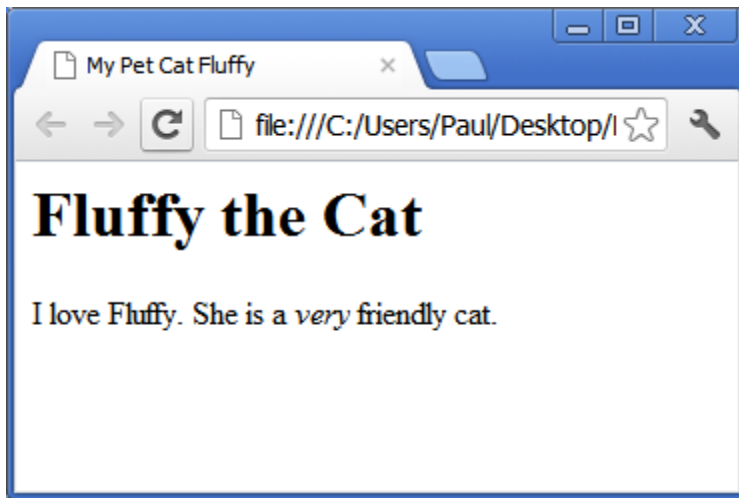 My Pet Cat Fluffy
file:///C:/Users/Paul/Desktop/
Fluffy the Cat
I love Fluffy. She is a very friendly cat.